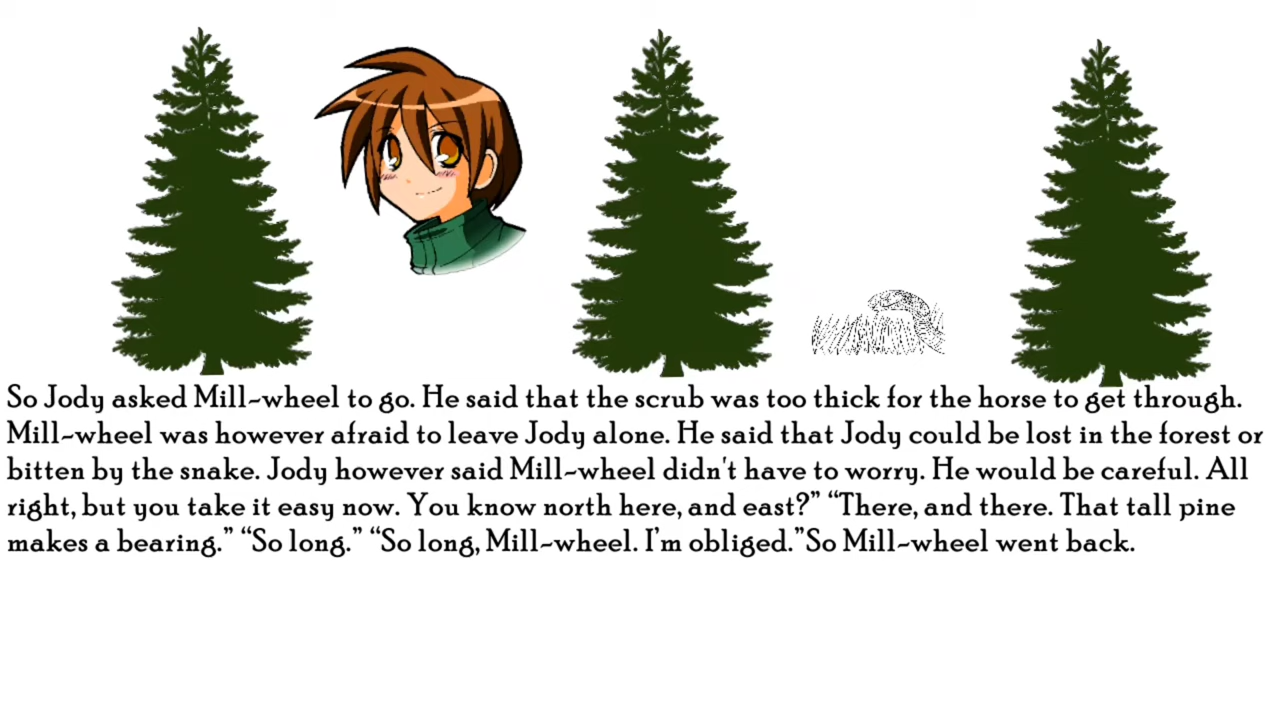 So Jody asked Mill-wheel to go. He said that the scrub was too thick for the horse to get through.
Mill-wheel was however afraid to leave Jody alone. He said that Jody could be lost in the forest or
bitten by the snake. Jody however said Mill-wheel didn't have to worry. He would be careful. All
right, but you take it easy now. You know north here, and east?” “There, and there. That tall pine
makes a bearing.” “So long.” “So long, Mill-wheel. I’m obliged.”So Mill-wheel went back.